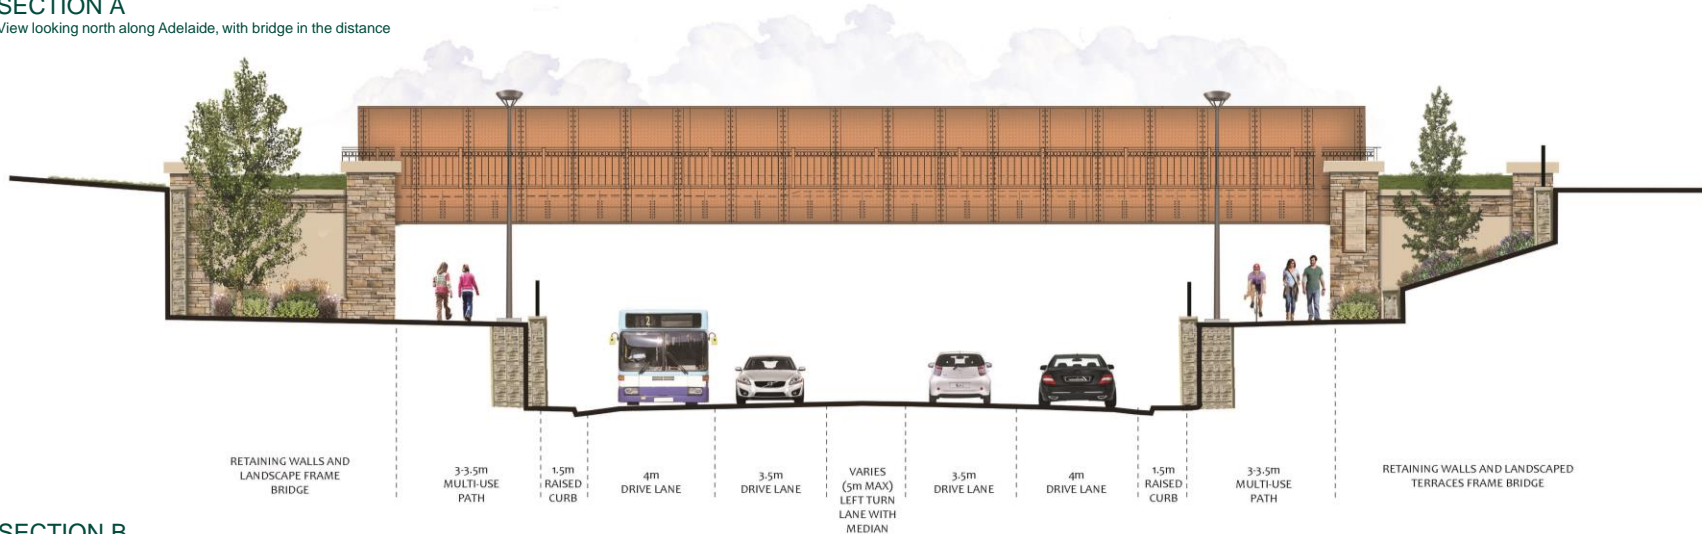 SECTION A
View looking north along Adelaide, with bridge in the distance
2
RETAINING WALLS AND
LANDSCAPE FRAME
BRIDGE
3-3.5m
MULTI-USE
PATH
1.5m
RAISED
CURB
4m
DRIVE LANE
3.5m
DRIVE LANE
VARIES
(5m MAX)
LEFT TURN
LANE WITH
MEDIAN
3.5m
DRIVE LANE
4m
DRIVE LANE
1.5m
RAISED
CURB
3-3.5m
MULTI-USE
PATH
RETAINING WALLS AND LANDSCAPED
TERRACES FRAME BRIDGE
SECTION B